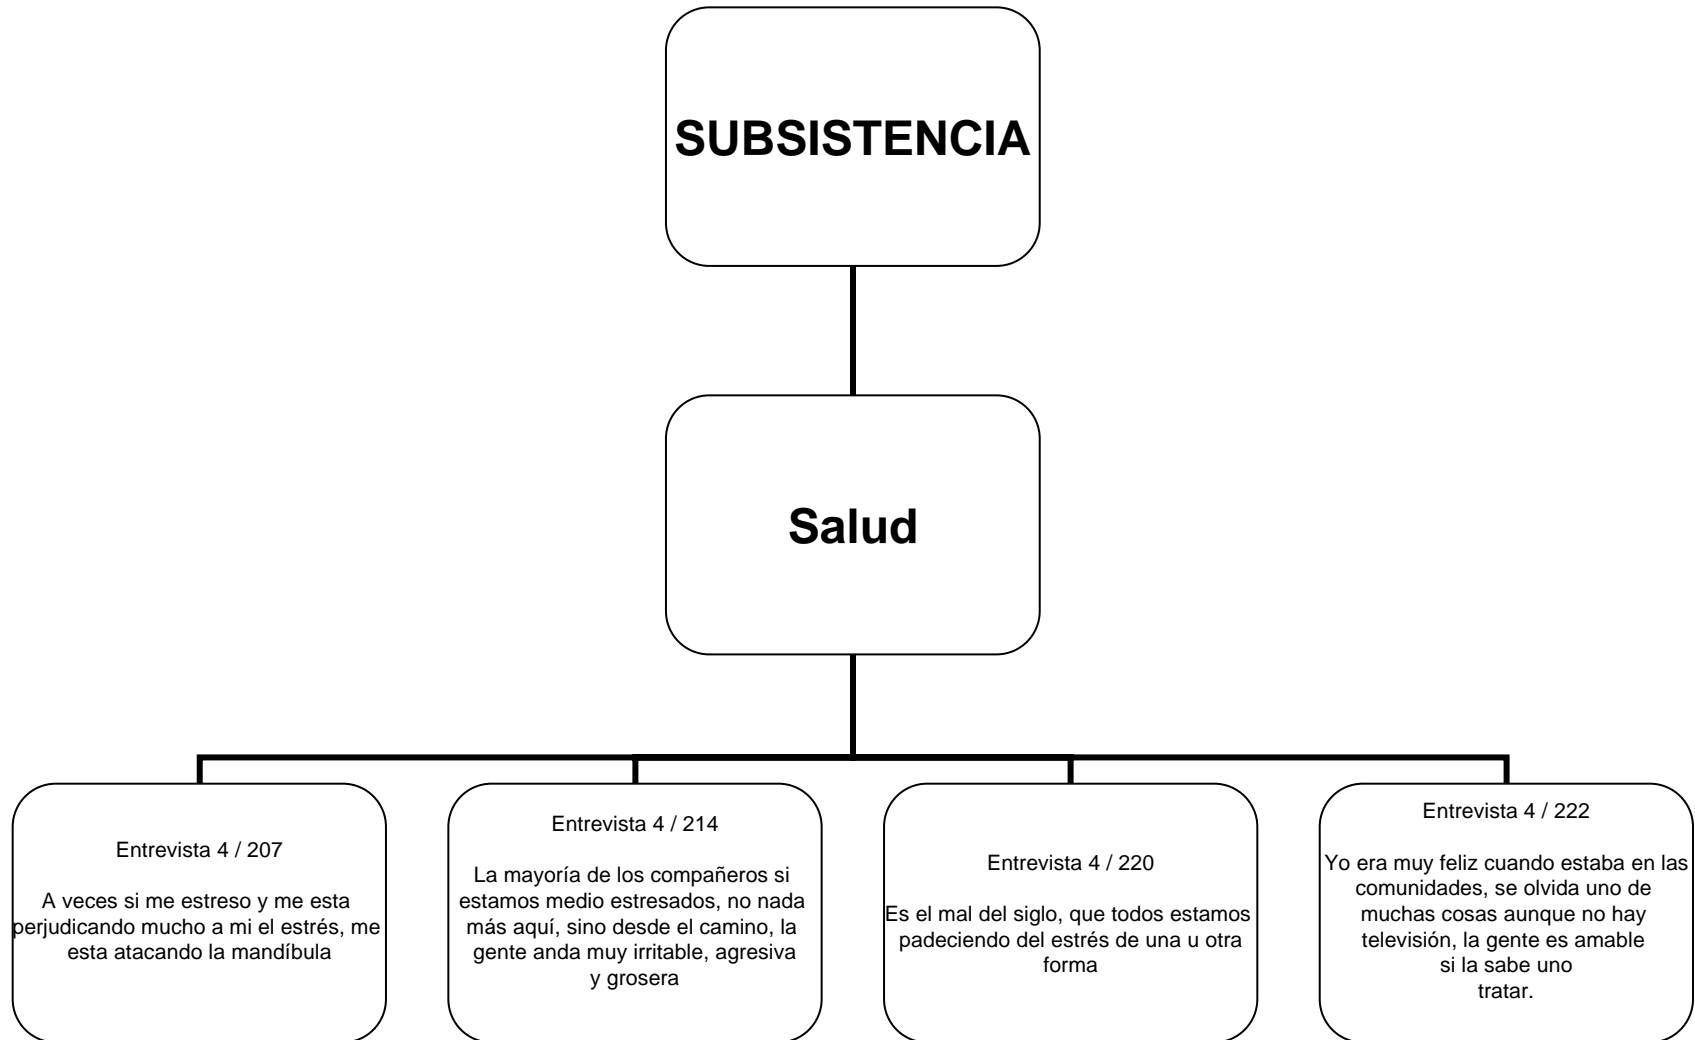 SUBSISTENCIA
Salud
Entrevista 4 / 207
A veces si me estreso y me esta
perjudicando mucho a mi el estrés, me
esta atacando la mandíbula
Entrevista 4 / 214
La mayoría de los compañeros si
estamos medio estresados, no nada
más aquí, sino desde el camino, la
gente anda muy irritable, agresiva
y grosera
Entrevista 4 / 220
Es el mal del siglo, que todos estamos
padeciendo del estrés de una u otra
forma
Entrevista 4 / 222
Yo era muy feliz cuando estaba en las
comunidades, se olvida uno de
muchas cosas aunque no hay
televisión, la gente es amable
si la sabe uno
tratar.